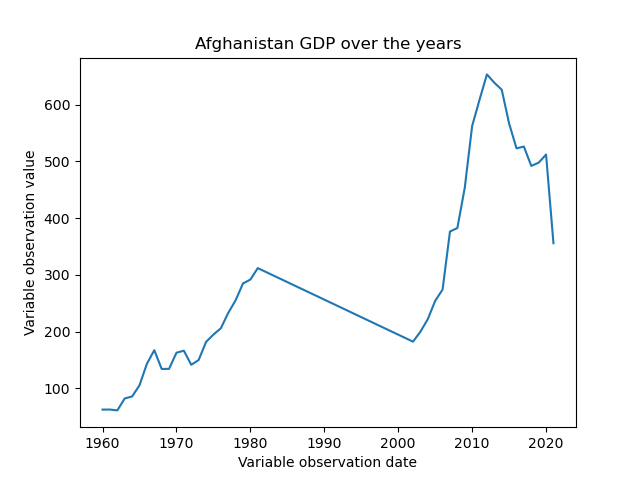 Afghanistan GDP over the years
Variable observation value
600
500
400
300
200
100
1960 1970 1980 1990 2000 2010 2020
Variable observation date